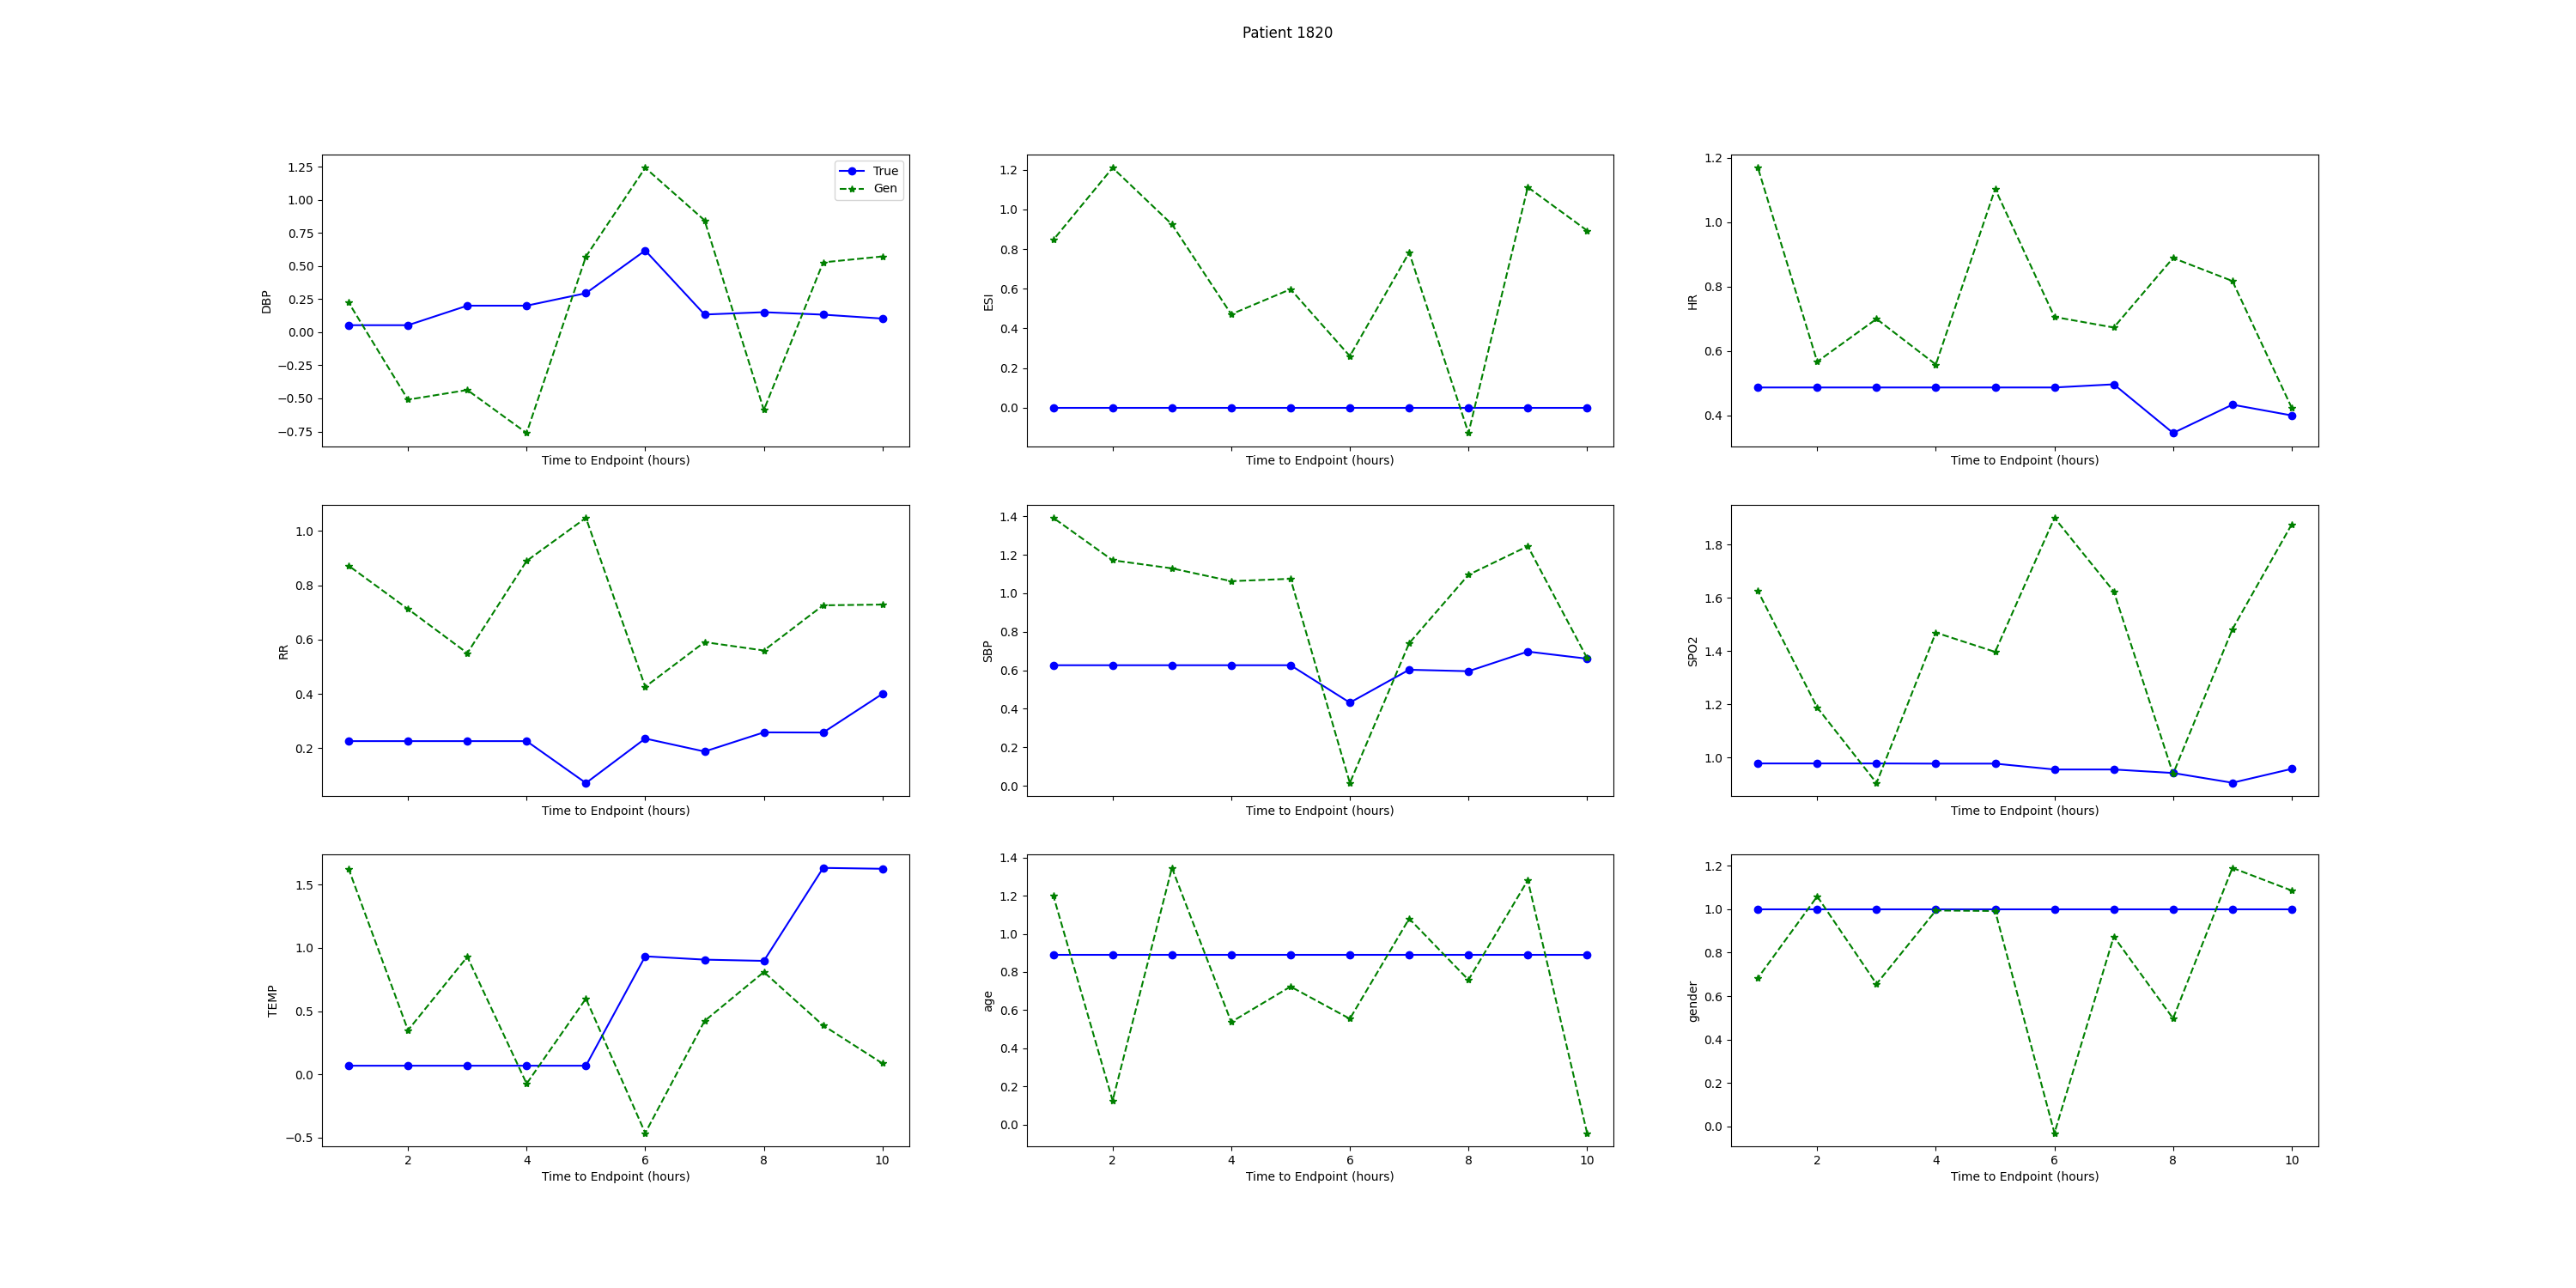 Patient 1820
DBP
1.25
1.00
0.75
0.50
0.25
0.00
−0.25
−0.50
−0.75
True
Gen
Time to Endpoint (hours)
ESI
1.2
1.0
0.8
0.6
0.4
0.2
0.0
Time to Endpoint (hours)
HR
1.2
1.0
0.8
0.6
0.4
Time to Endpoint (hours)
RR
1.0
0.8
0.6
0.4
0.2
Time to Endpoint (hours)
SBP
1.4
1.2
1.0
0.8
0.6
0.4
0.2
0.0
Time to Endpoint (hours)
SPO2
1.8
1.6
1.4
1.2
1.0
Time to Endpoint (hours)
TEMP
1.5
1.0
0.5
0.0
−0.5
2 4 6 8 10
Time to Endpoint (hours)
age
1.4
1.2
1.0
0.8
0.6
0.4
0.2
0.0
2 4 6 8 10
Time to Endpoint (hours)
gender
1.2
1.0
0.8
0.6
0.4
0.2
0.0
2 4 6 8 10
Time to Endpoint (hours)